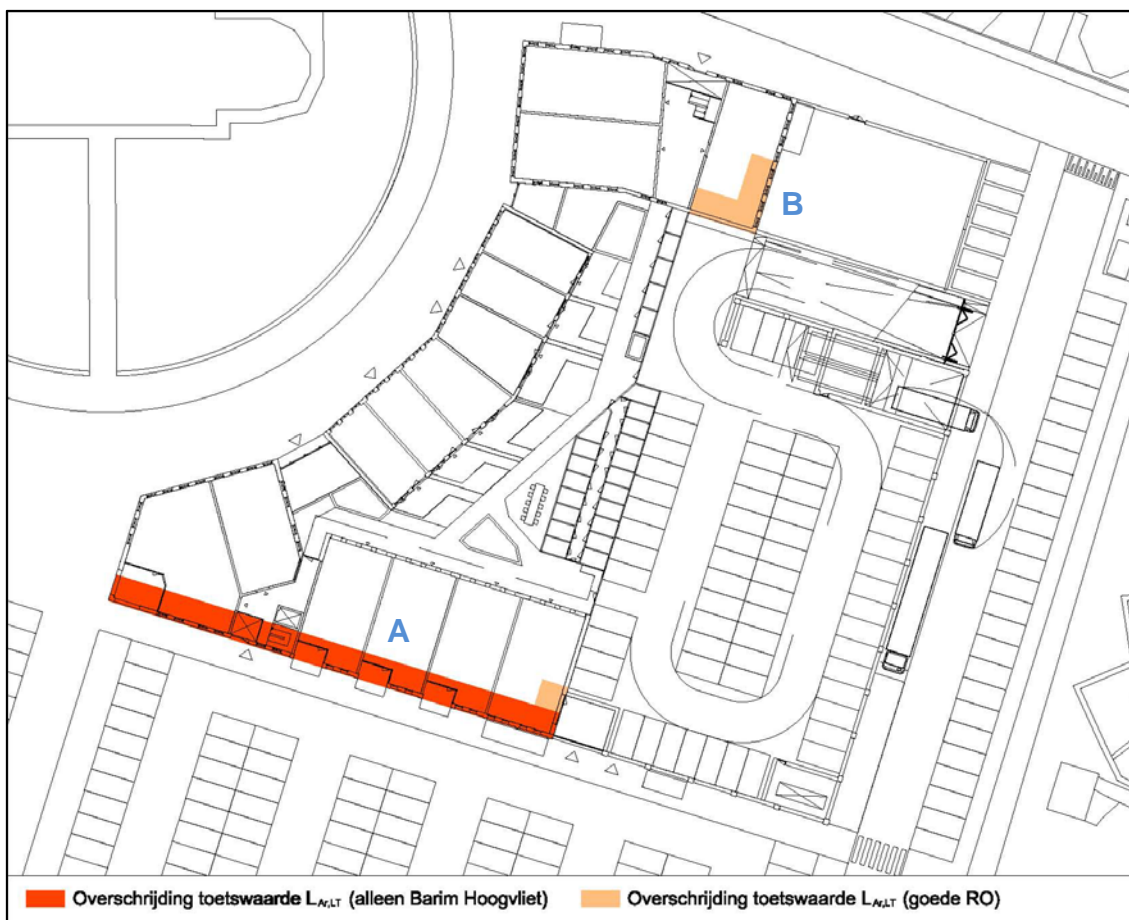 B
A
Overschrijding toetswaarde L_Ar,LT (alleen Barim Hoogvliet) Overschrijding toetswaarde L_Ar,LT (goede RO)